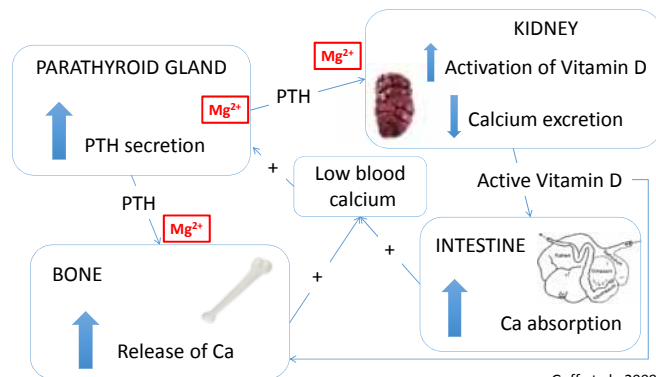 KIDNEY
Mg²⁺
Activation of Vitamin D
PARATHYROID GLAND
Mg²⁺
PTH
Calcium excretion
PTH secretion
+
Low blood
calcium
Active Vitamin D
PTH
Mg²⁺
+
INTESTINE
BONE
+
Ca absorption
Release of Ca